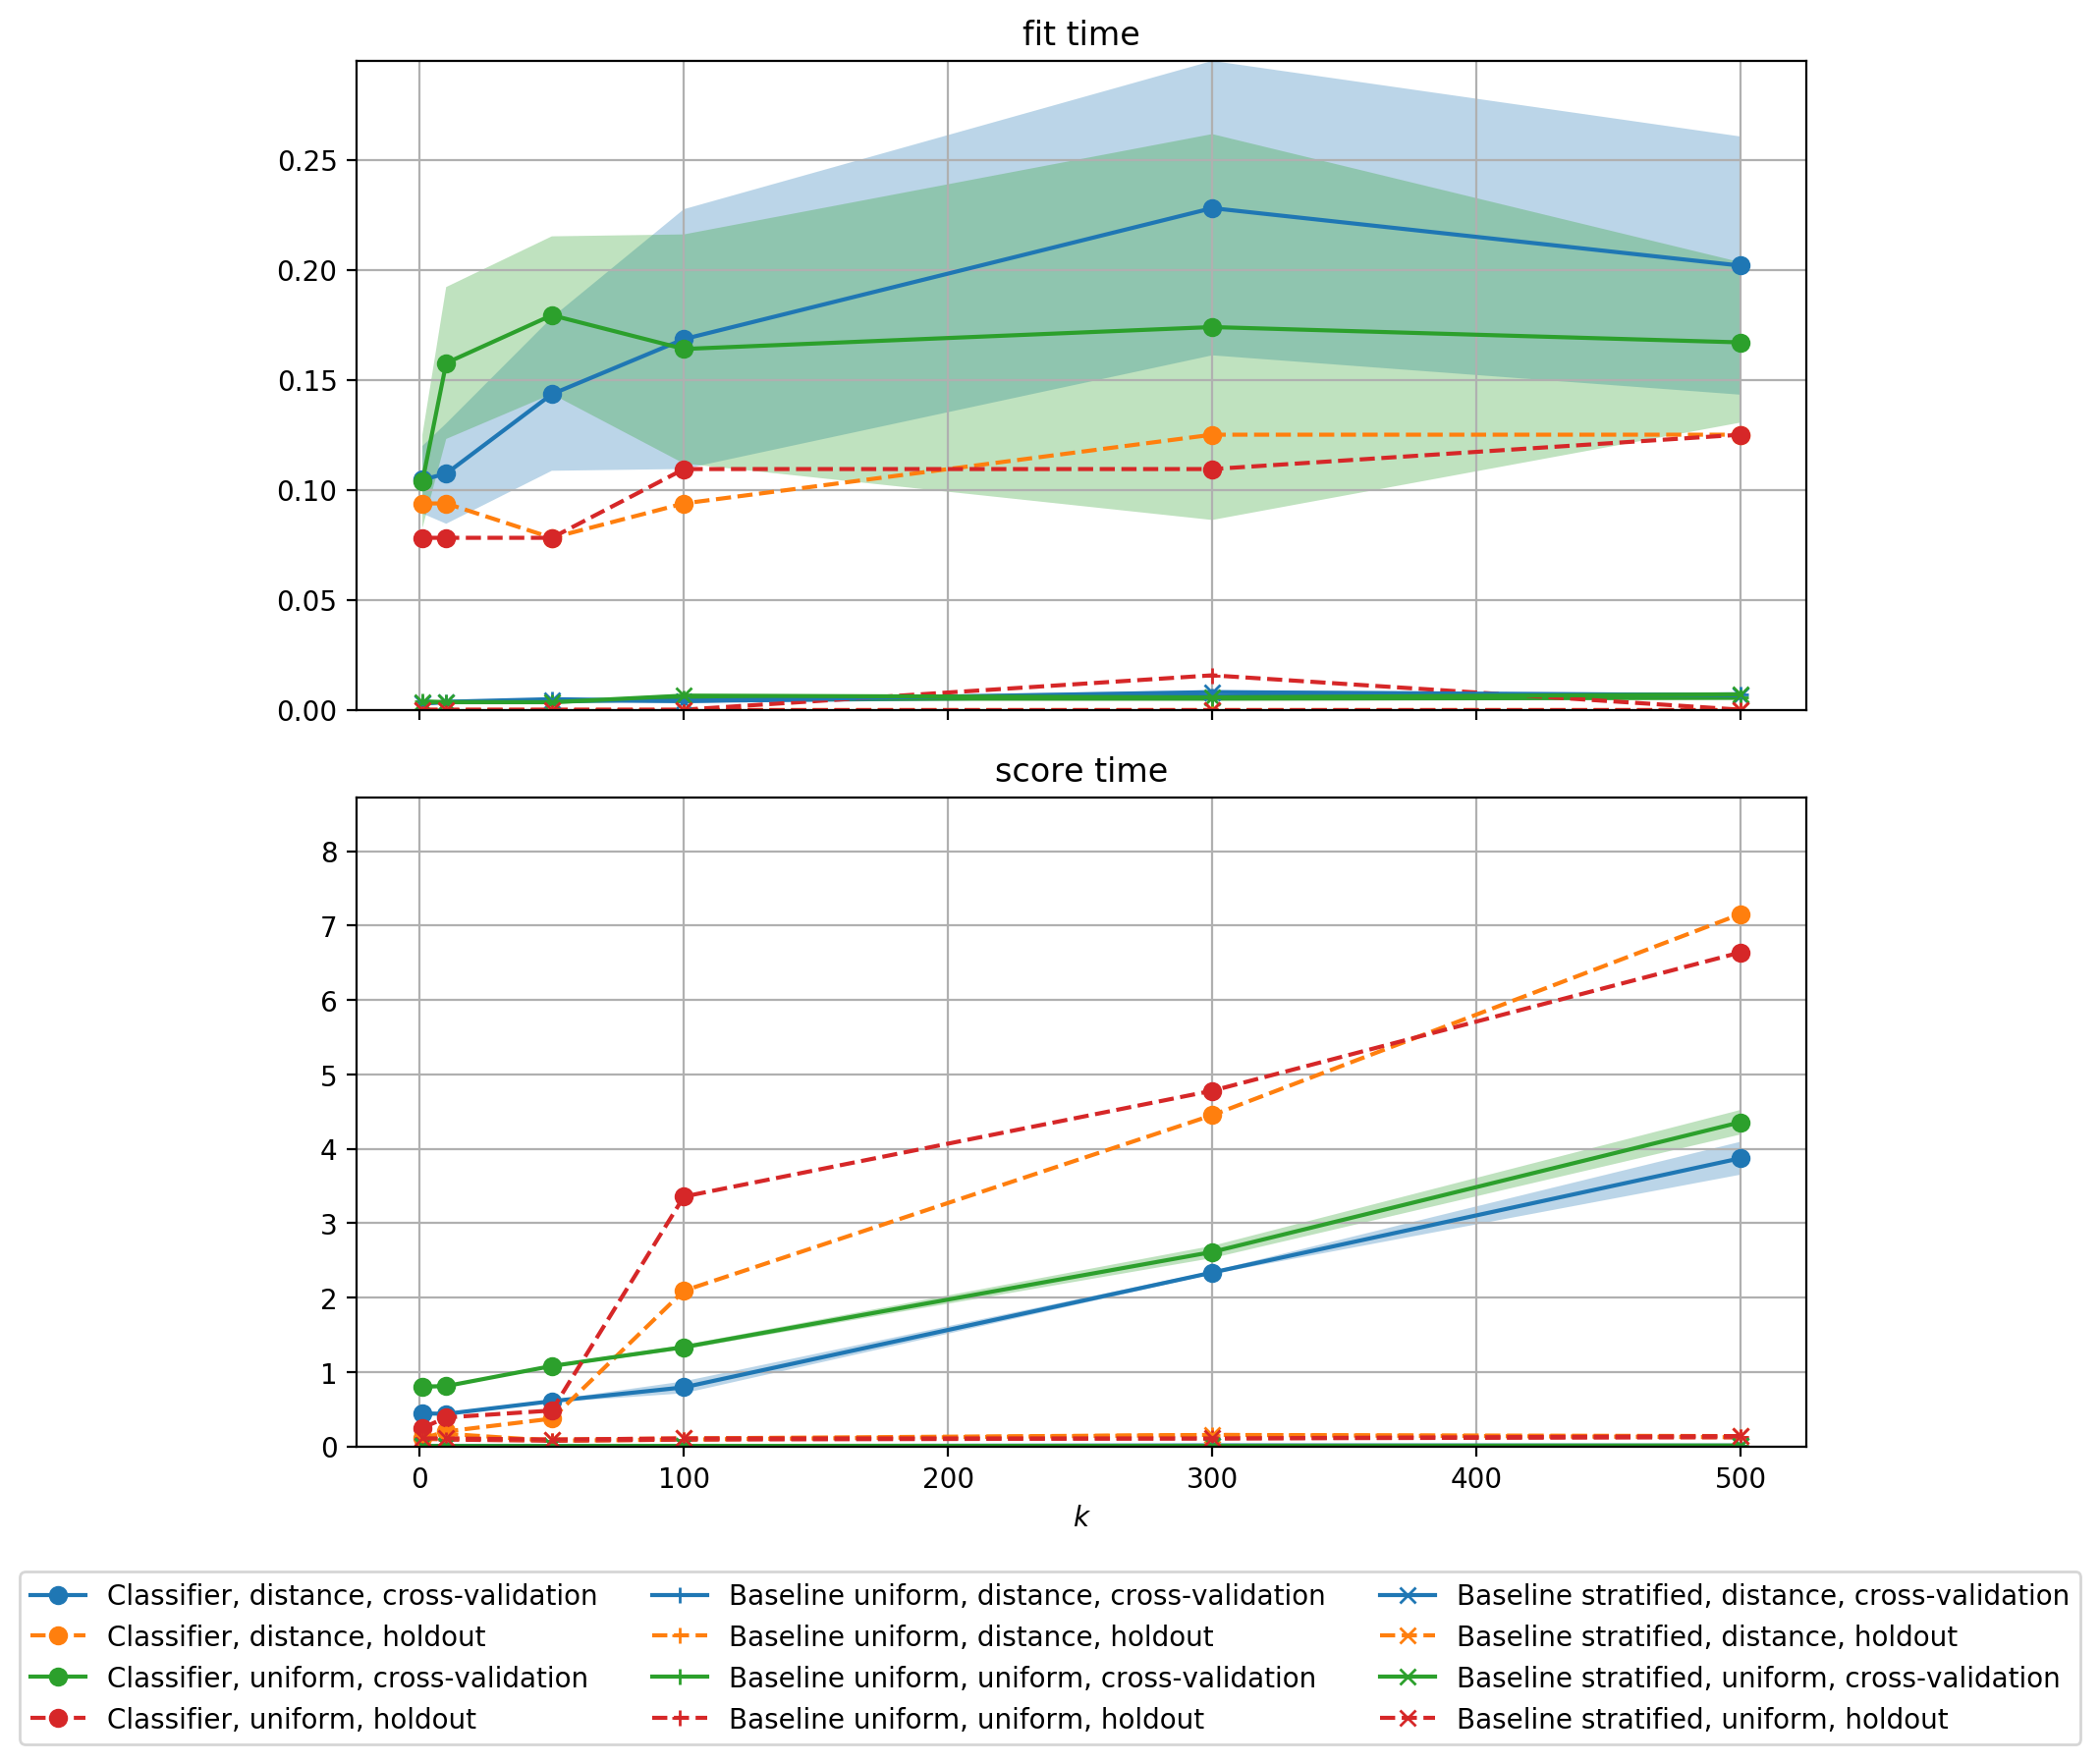 fit time
0.25
0.20
0.15
0.10
0.05
0.00
score time
8
7
6
5
4
3
2
1
0
0 100 200 300 400 500
k
Classifier, distance, cross-validation Baseline uniform, distance, cross-validation Baseline stratified, distance, cross-validation
Classifier, distance, holdout Baseline uniform, distance, holdout Baseline stratified, distance, holdout
Classifier, uniform, cross-validation Baseline uniform, uniform, cross-validation Baseline stratified, uniform, cross-validation
Classifier, uniform, holdout Baseline uniform, uniform, holdout Baseline stratified, uniform, holdout